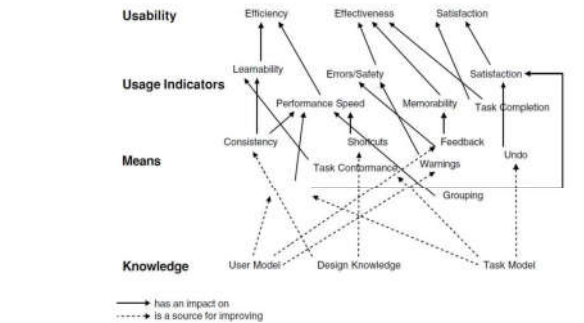 Usability
Efficiency
Effectiveness
Satisfaction
Usage Indicators
Learnability
Errors/Safety
Satisfaction
Performance Speed
Memorability
Task Completion
Means
Consistency
Shortcuts
Feedback
Undo
Task Conformance
Warnings
Grouping
Knowledge
User Model
Design Knowledge
Task Model
has an impact on
is a source for improving